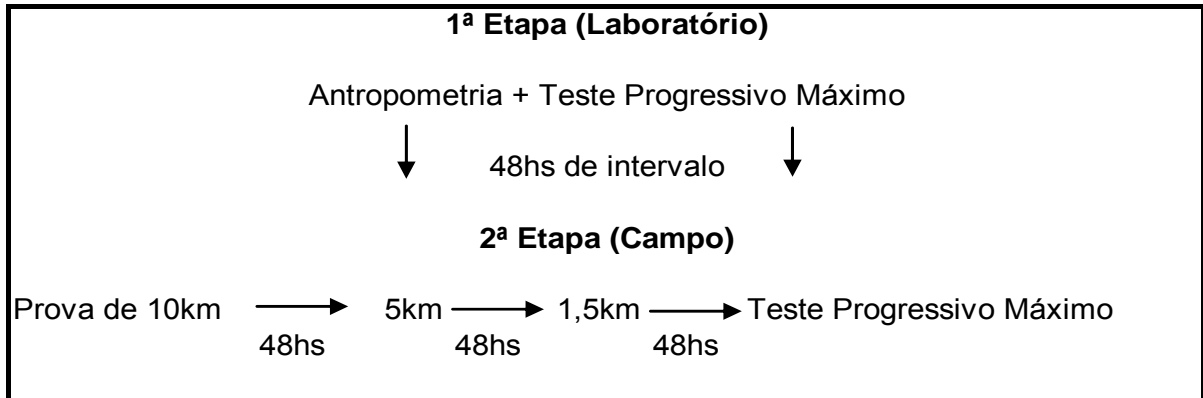 1ª Etapa (Laboratório)
Antropometria + Teste Progressivo Máximo
48hs de intervalo
2ª Etapa (Campo)
Prova de 10km 5km 1,5km Teste Progressivo Máximo
48hs 48hs 48hs